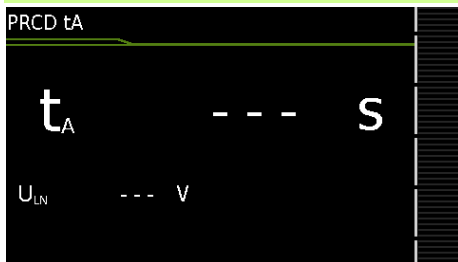 PRCD tA
tA --- s
ULN --- V